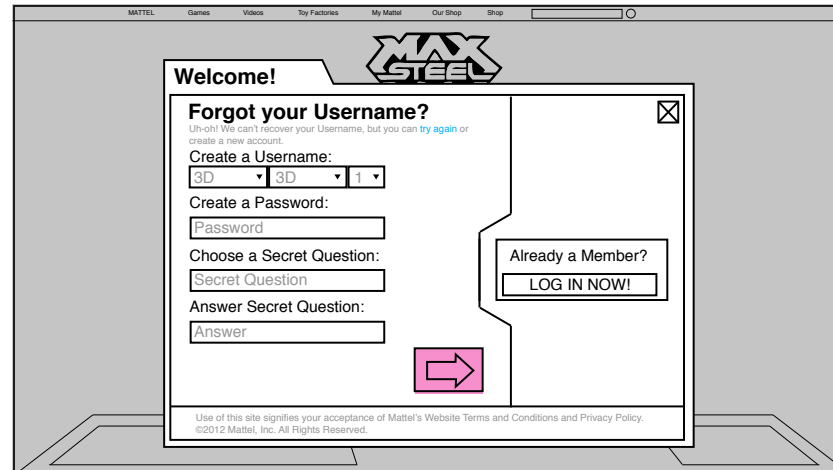 MATTEL Games Videos Toy Factories My Mattel Our Shop Shop
MAX
STEEL
Welcome!
Forgot your Username?
Uh-oh! We can't recover your Username, but you can try again or
create a new account.
Create a Username:
3D 3D 1
Create a Password:
Password
Choose a Secret Question:
Secret Question
Answer Secret Question:
Answer
Already a Member?
LOG IN NOW!
Use of this site signifies your acceptance of Mattel's Website Terms and Conditions and Privacy Policy.
©2012 Mattel, Inc. All Rights Reserved.